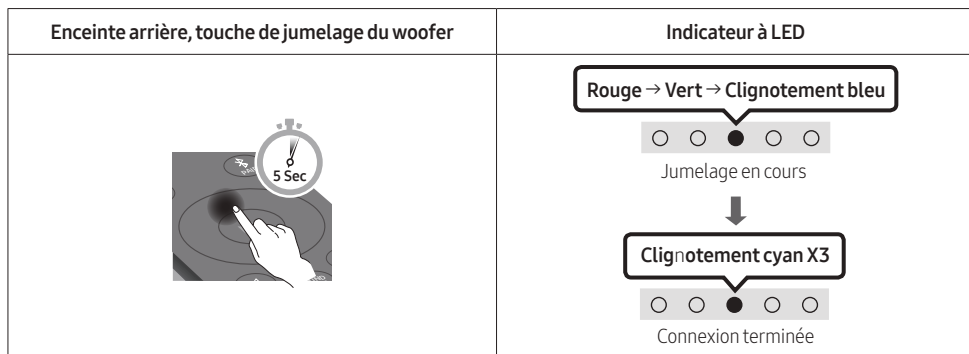 Enceinte arrière, touche de jumelage du woofer
Indicateur à LED
5 Sec
Rouge → Vert → Clignotement bleu
Jumelage en cours
Clignotement cyan X3
Connexion terminée